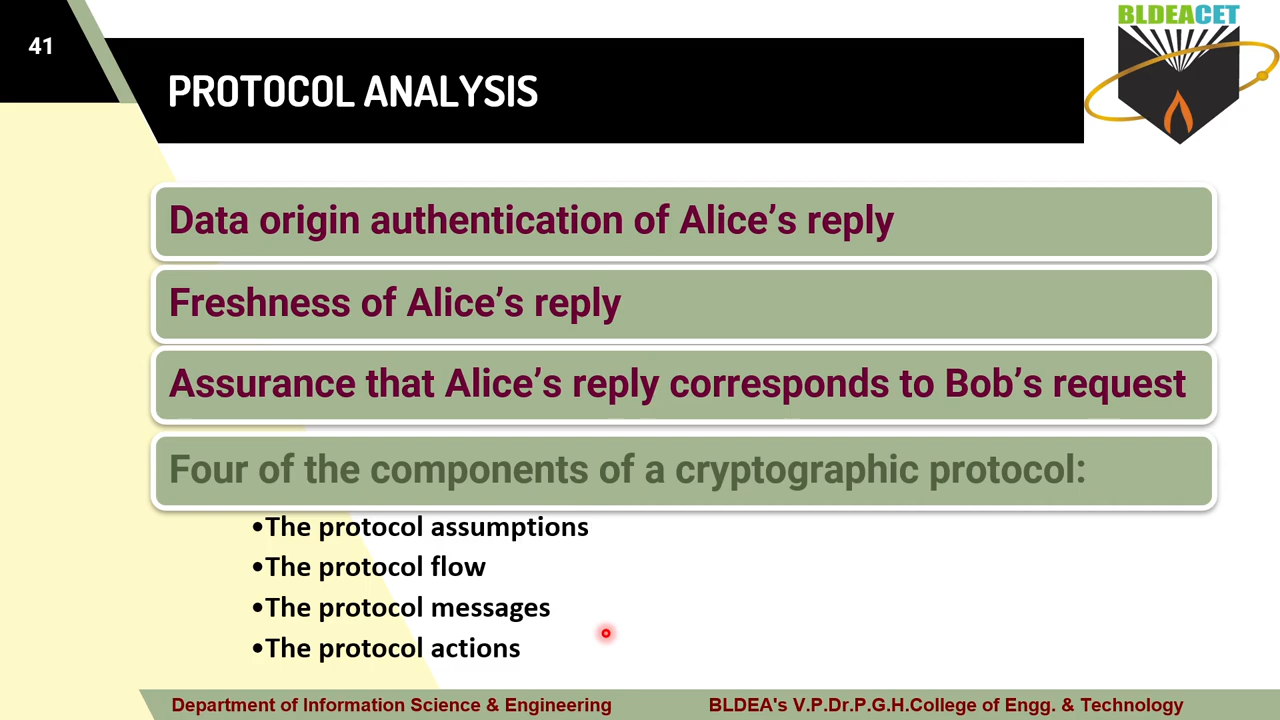 41
BLDEACET
PROTOCOL ANALYSIS
Data origin authentication of Alice’s reply
Freshness of Alice’s reply
Assurance that Alice’s reply corresponds to Bob’s request
Four of the components of a cryptographic protocol:
•The protocol assumptions
•The protocol flow
•The protocol messages
•The protocol actions
Department of Information Science & Engineering
BLDEA's V.P.Dr.P.G.H.College of Engg. & Technology